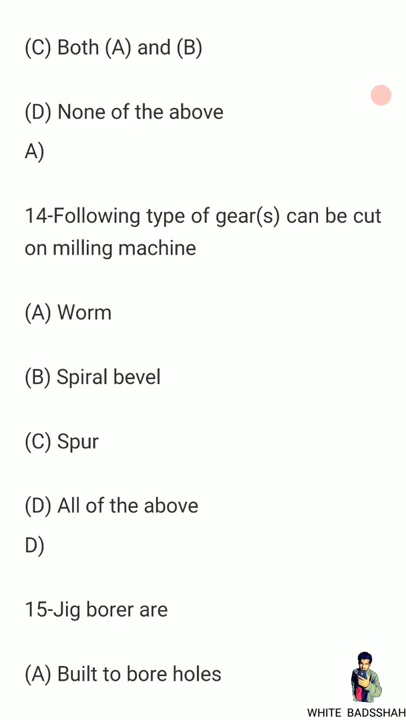 (C) Both (A) and (B)
(D) None of the above
A)
14-Following type of gear(s) can be cut
on milling machine
(A) Worm
(B) Spiral bevel
(C) Spur
(D) All of the above
D)
15-Jig borer are
(A) Built to bore holes
WHITE BADSSHAH